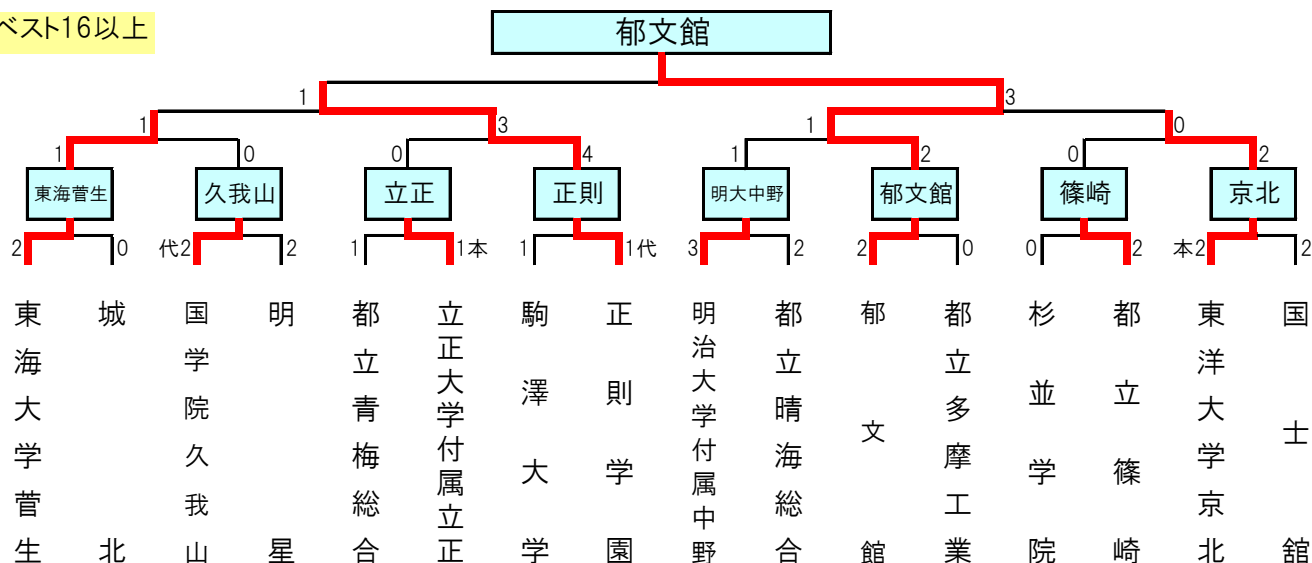 ベスト16以上
郁文館
1 3
1 3 1 0
1 0 0 4 1 2 0 2
東海菅生 久我山 立正 正則 明大中野 郁文館 篠崎 京北
2 0 代2 2 1 1本 1 1代 3 2 2 0 0 2 本2 2
東海大学菅生
城北
国学院久我山
明星
都立青梅総合
立正大学付属立正
駒澤大学
正則学園
明治大学付属中野
都立晴海総合
郁文館
都立多摩工業
杉並学院
都立篠崎
東洋大学京北
国士舘